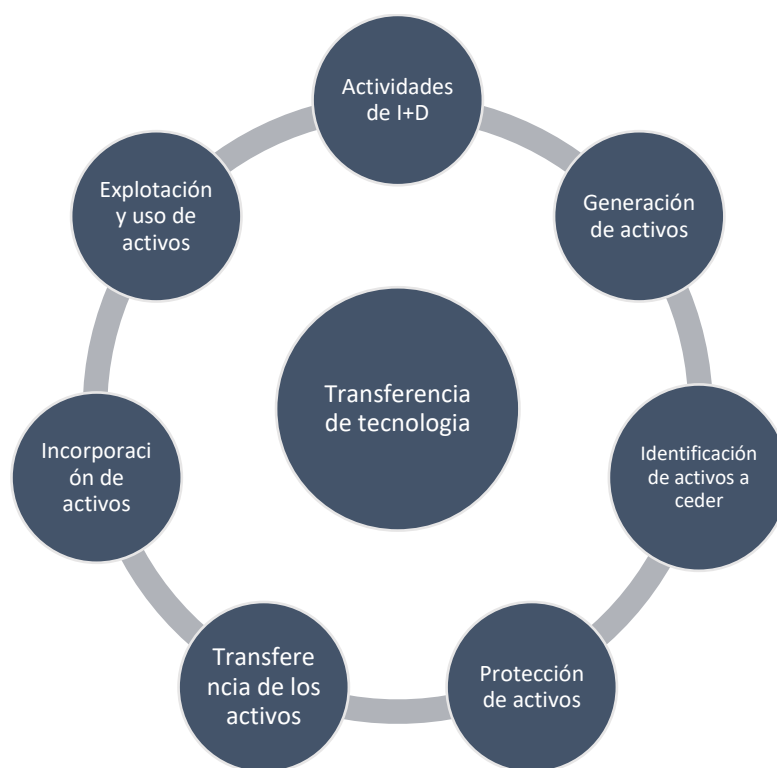 Actividades
de I+D
Generación
de activos
Identificación
de activos a
ceder
Protección
de activos
Transfere
ncia de los
activos
Incorporaci
ón de
activos
Explotación
y uso de
activos
Transferencia
de tecnologia